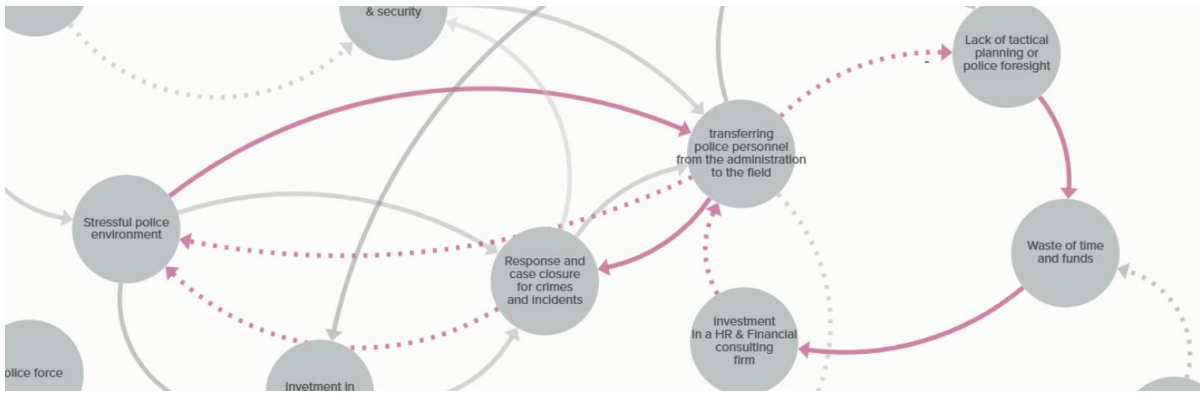 & security
Lack of tactical
planning or
police foresight
transferring
police personnel
from the administration
to the field
Stressful police
environment
Response and
case closure
for crimes
and incidents
Waste of time
and funds
Investment
in a HR & Financial
consulting
firm
olice force
Invetment in